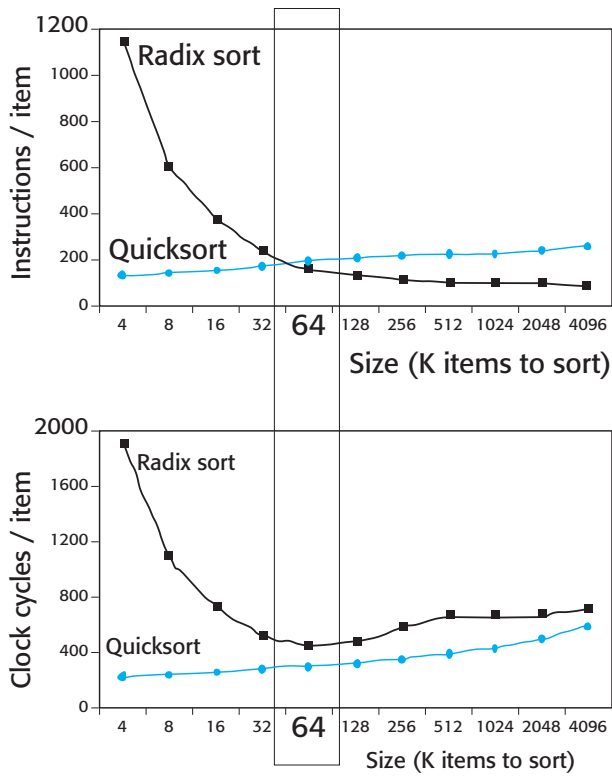 1200
Radix sort
1000
800
600
400
Quicksort
200
0
4 8 16 32 64 128 256 512 1024 2048 4096
Instructions / item
Size (K items to sort)
2000
Radix sort
1600
1200
800
Quicksort
400
0
4 8 16 32 64 128 256 512 1024 2048 4096
Clock cycles / item
Size (K items to sort)